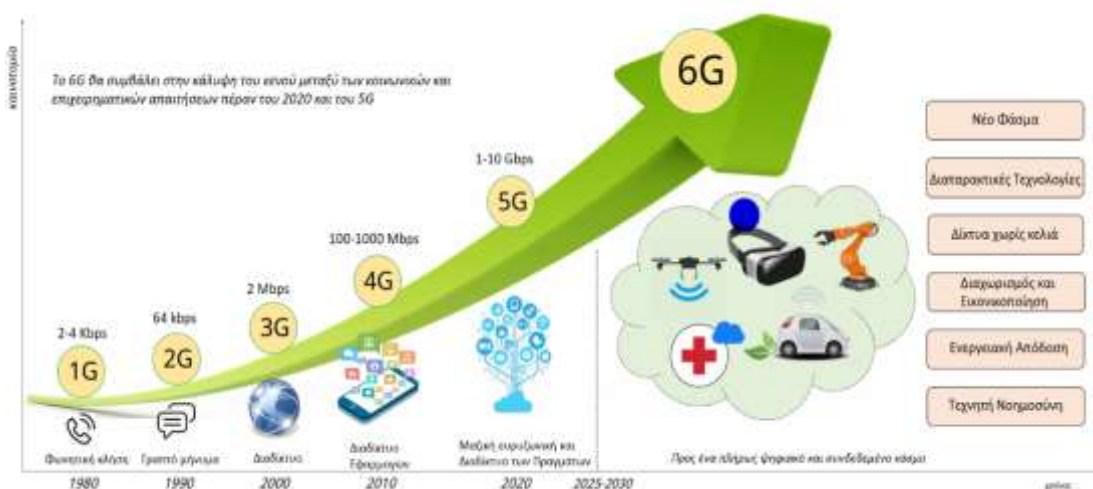 καινοτομία
Το 6G θα συμβάλει στην κάλυψη του κενού μεταξύ των κοινωνικών και
επιχειρηματικών απαιτήσεων πέραν του 2020 και του 5G
6G
1-10 Gbps
5G
100-1000 Mbps
4G
2 Mbps
3G
64 kbps
2G
2-4 Kbps
1G
Φωνητική κλήση
Γραπτό μήνυμα
Διαδίκτυο
Διαδίκτυο
Εφαρμογών
Μαζική ευρυζωνική και
Διαδίκτυο των Πραγμάτων
Προς ένα πλήρως ψηφιακό και συνδεδεμένο κόσμο
1980
1990
2000
2010
2020
2025-2030
χρόνος
Νέο Φάσμα
Διαταρακτικές Τεχνολογίες
Δίκτυα χωρίς κελιά
Διαχωρισμός και
Εικονικοποίηση
Ενεργειακή Απόδοση
Τεχνητή Νοημοσύνη